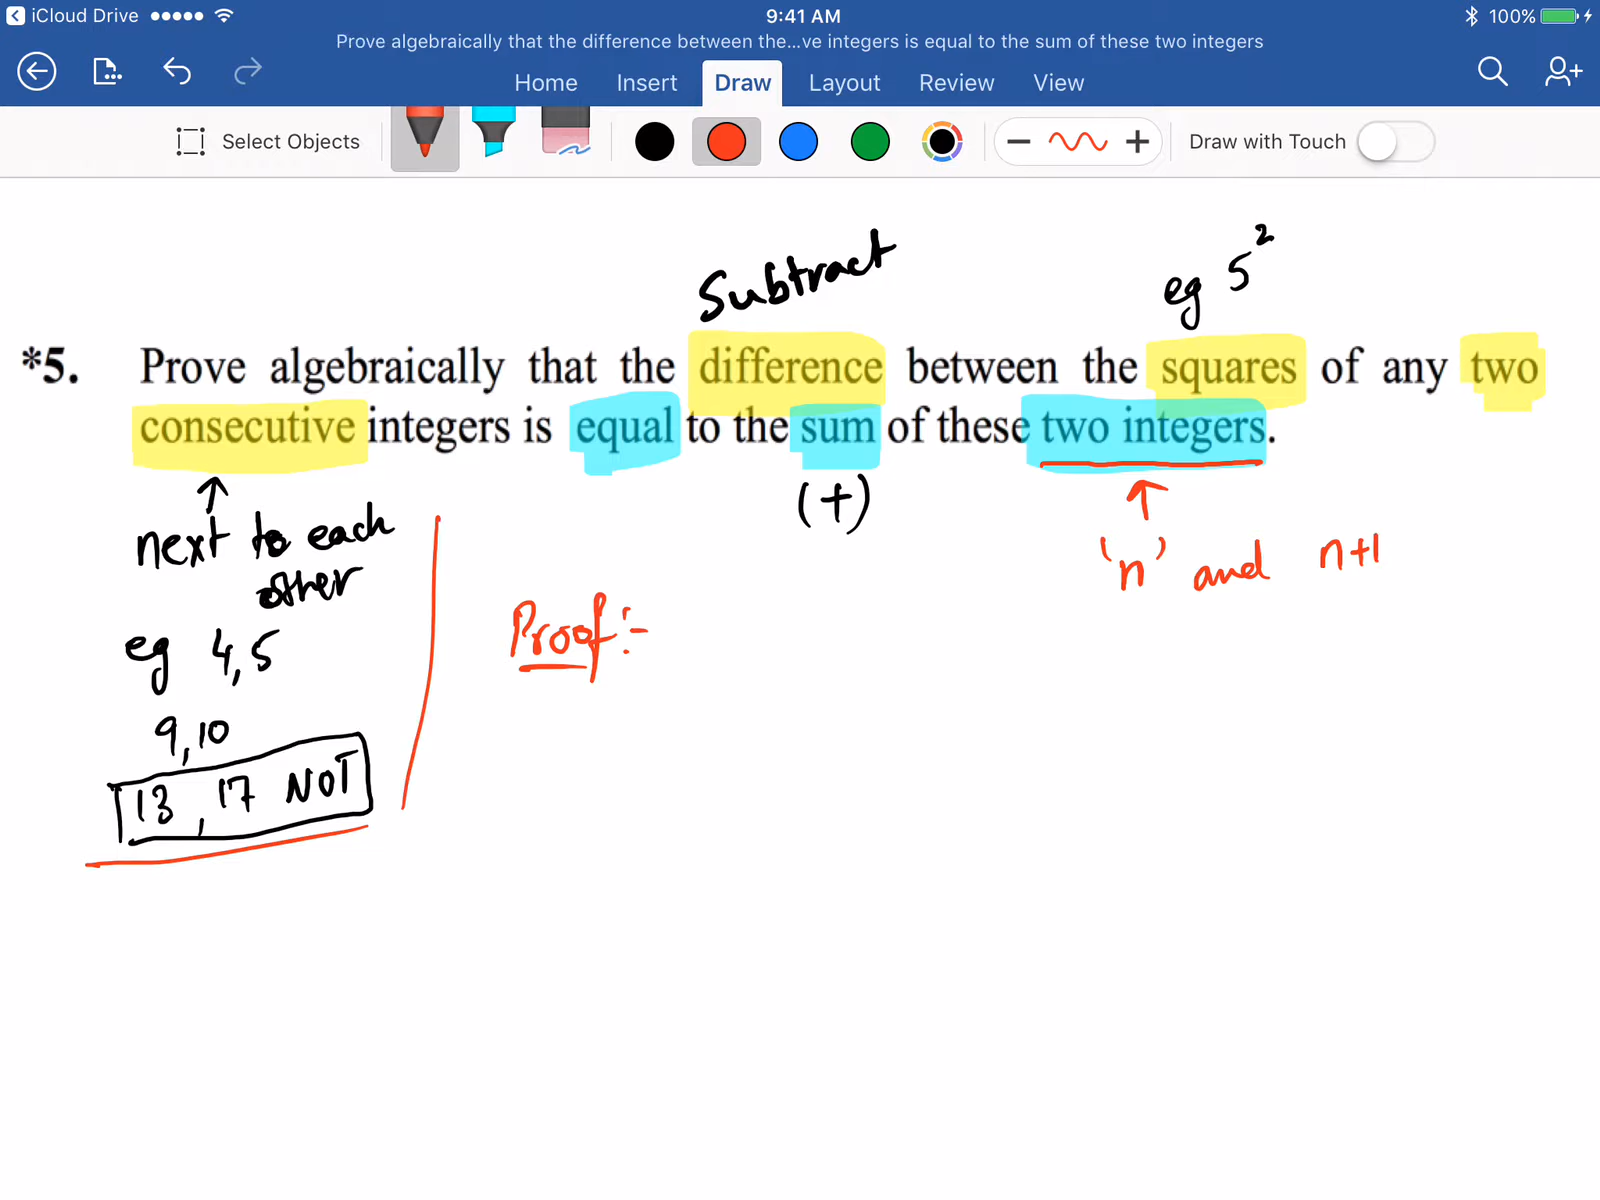 iCloud Drive
9:41 AM
100%
Prove algebraically that the difference between the...ve integers is equal to the sum of these two integers
Home Insert Draw Layout Review View
Select Objects
Draw with Touch
Subtract
eg 5²
*5. Prove algebraically that the difference between the squares of any two
consecutive integers is equal to the sum of these two integers.
(+)
next to each
other
'n' and n+1
Proof:-
eg 4,5
9,10
13, 17 NOT